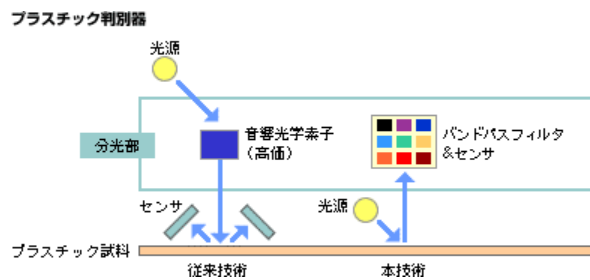 プラスチック判別器
光源
分光部
音響光学素子
（高価）
バンドパスフィルタ
&センサ
センサ
光源
プラスチック試料
従来技術
本技術